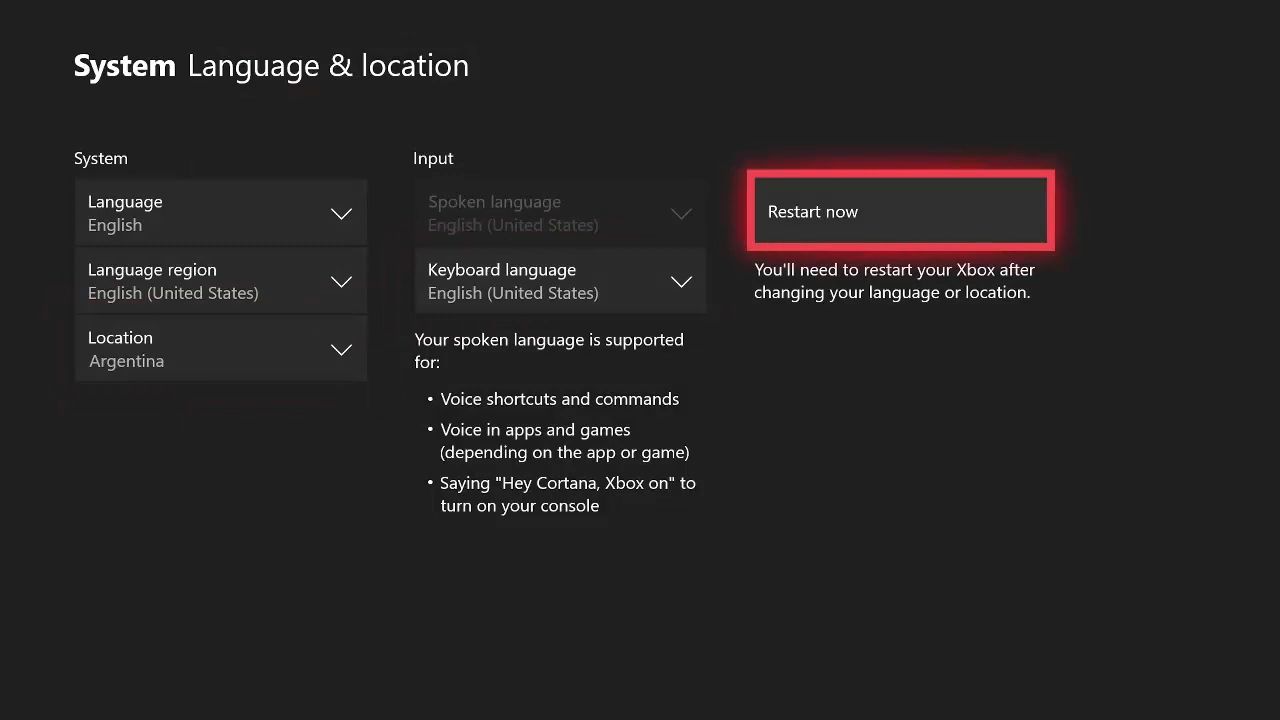 System Language & location
System
Language
English
Language region
English (United States)
Location
Argentina
Input
Spoken language
English (United States)
Keyboard language
English (United States)
Your spoken language is supported
for:
• Voice shortcuts and commands
• Voice in apps and games
(depending on the app or game)
• Saying "Hey Cortana, Xbox on" to
turn on your console
Restart now
You'll need to restart your Xbox after
changing your language or location.